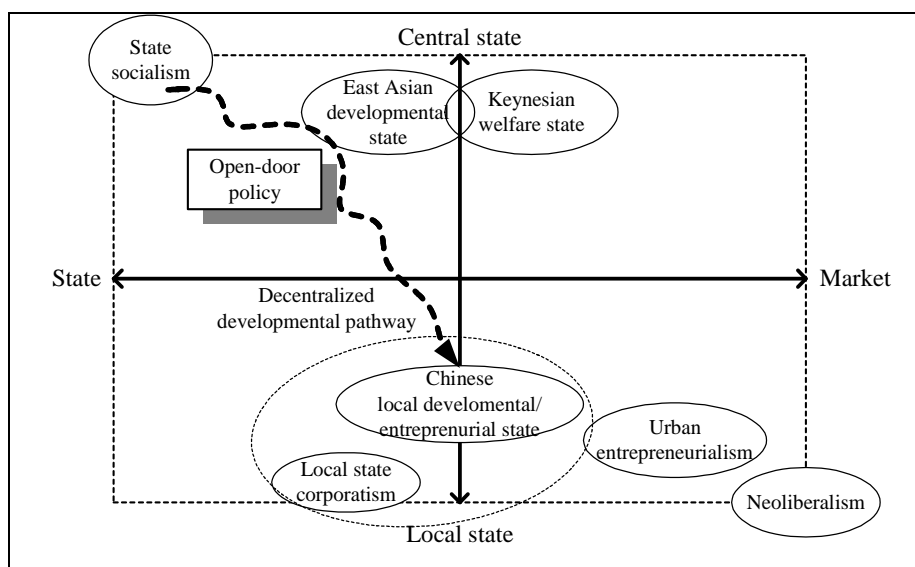 State
socialism
Central state
East Asian
developmental
state
Keynesian
welfare state
Open-door
policy
State
Market
Decentralized
developmental pathway
Chinese
local develomental/
entreprenurial state
Urban
entrepreneurialism
Local state
corporatism
Neoliberalism
Local state